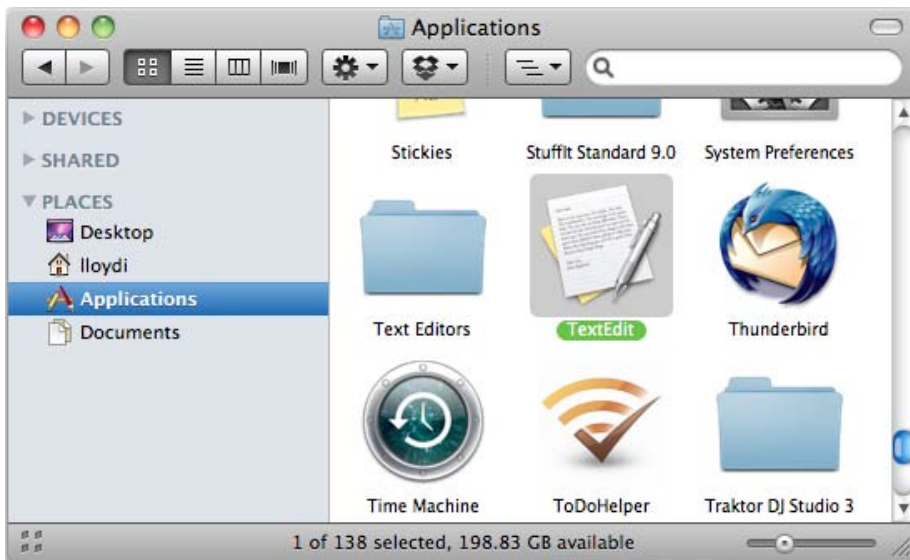 Applications
DEVICES
SHARED
PLACES
Desktop
lloydi
Applications
Documents
Stickies
StuffIt Standard 9.0
System Preferences
Text Editors
TextEdit
Thunderbird
Time Machine
ToDoHelper
Traktor DJ Studio 3
1 of 138 selected, 198.83 GB available